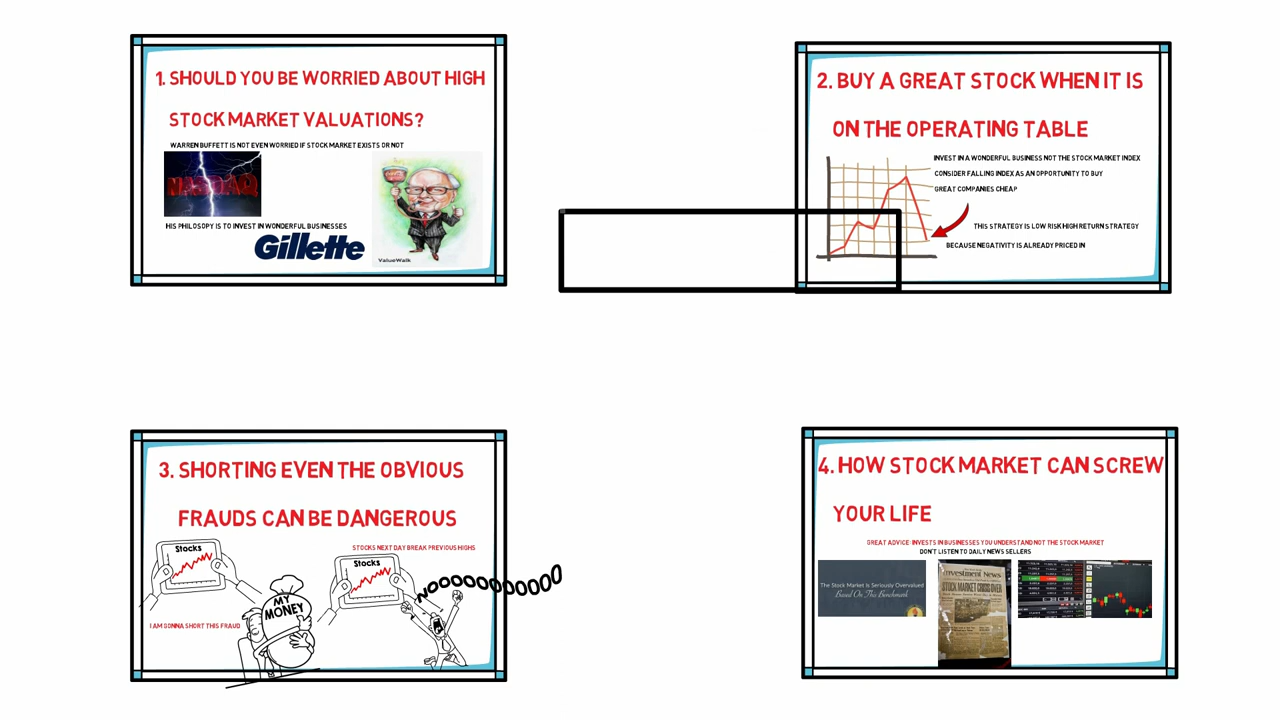 1. SHOULD YOU BE WORRIED ABOUT HIGH
STOCK MARKET VALUATIONS?
WARREN BUFFETT IS NOT EVEN WORRIED IF STOCK MARKET EXISTS OR NOT
NASDAQ
HIS PHILOSOPY IS TO INVEST IN WONDERFUL BUSINESSES
Gillette
ValueWalk
2. BUY A GREAT STOCK WHEN IT IS
ON THE OPERATING TABLE
INVEST IN A WONDERFUL BUSINESS NOT THE STOCK MARKET INDEX
CONSIDER FALLING INDEX AS AN OPPORTUNITY TO BUY
GREAT COMPANIES CHEAP
THIS STRATEGY IS LOW RISK HIGH RETURN STRATEGY
BECAUSE NEGATIVITY IS ALREADY PRICED IN
3. SHORTING EVEN THE OBVIOUS
FRAUDS CAN BE DANGEROUS
STOCKS NEXT DAY BREAK PREVIOUS HIGHS
Stocks
Stocks
NOOOOOOOOOOO
MY
MONEY
I AM GONNA SHORT THIS FRAUD
4. HOW STOCK MARKET CAN SCREW
YOUR LIFE
GREAT ADVICE: INVESTS IN BUSINESSES YOU UNDERSTAND NOT THE STOCK MARKET
DON'T LISTEN TO DAILY NEWS SELLERS
The Stock Market Is Seriously Overvalued
Based On The Benchmark
Investment News
STOCK MARKET CRISIS OVER